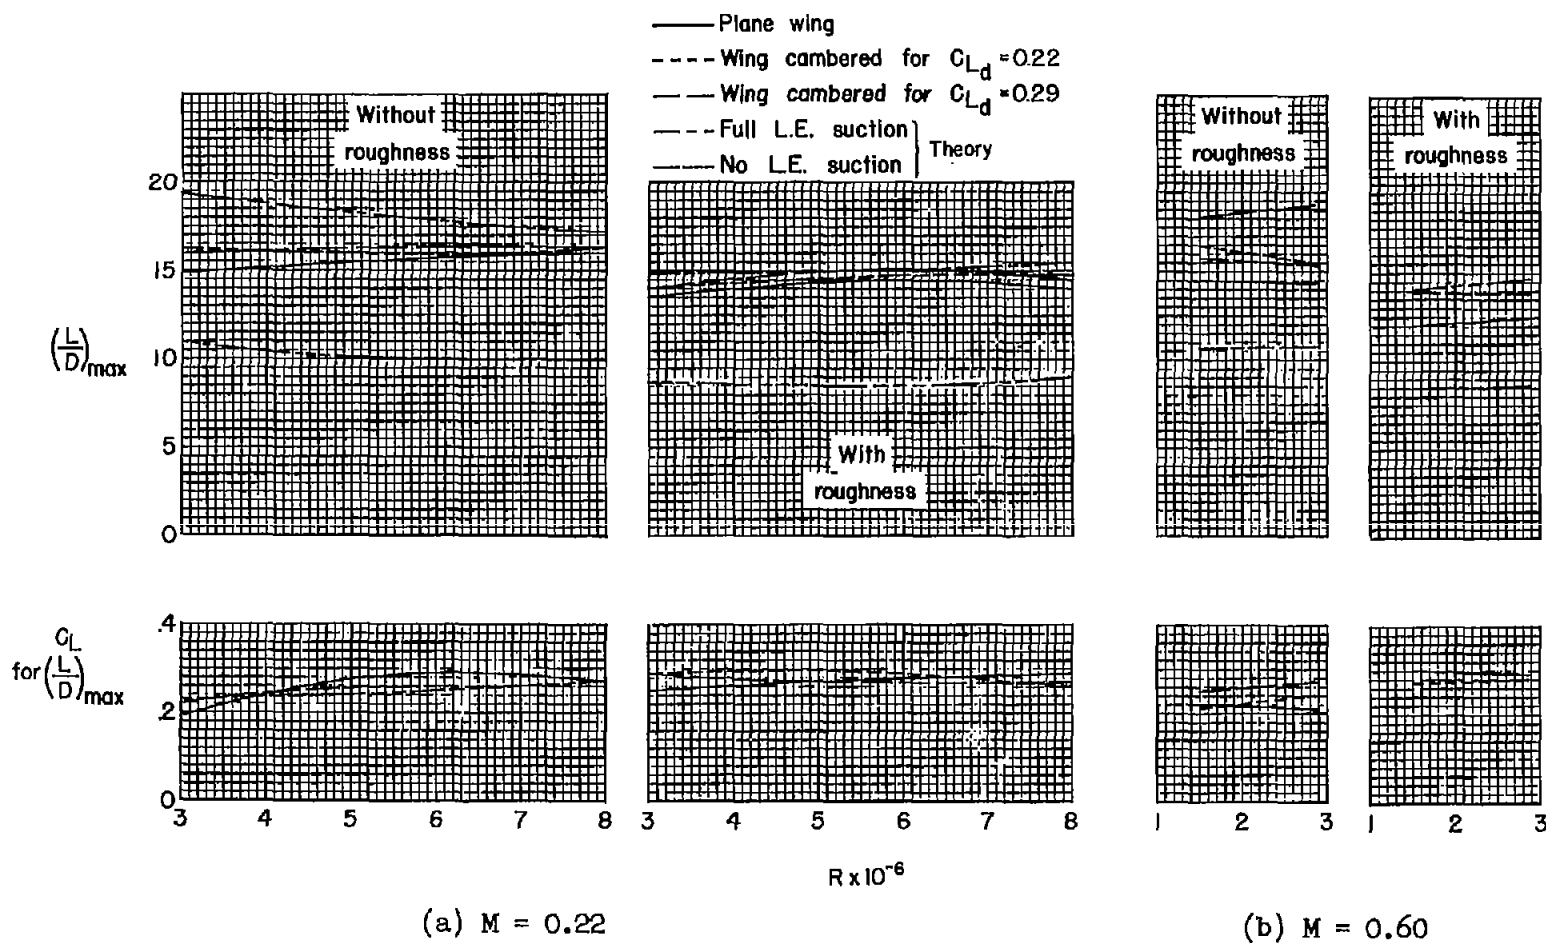 Plane wing
Wing cambered for CLd = 0.22
Wing cambered for CLd = 0.29
Full L.E. suction
No L.E. suction
Theory
Without
roughness
With
roughness
Without
roughness
With
roughness
20
15
10
5
0
(L/D)max
.4
.2
0
CL
for (L/D)max
3 4 5 6 7 8
3 4 5 6 7 8
1 2 3
1 2 3
R x 10-6
(a) M = 0.22
(b) M = 0.60